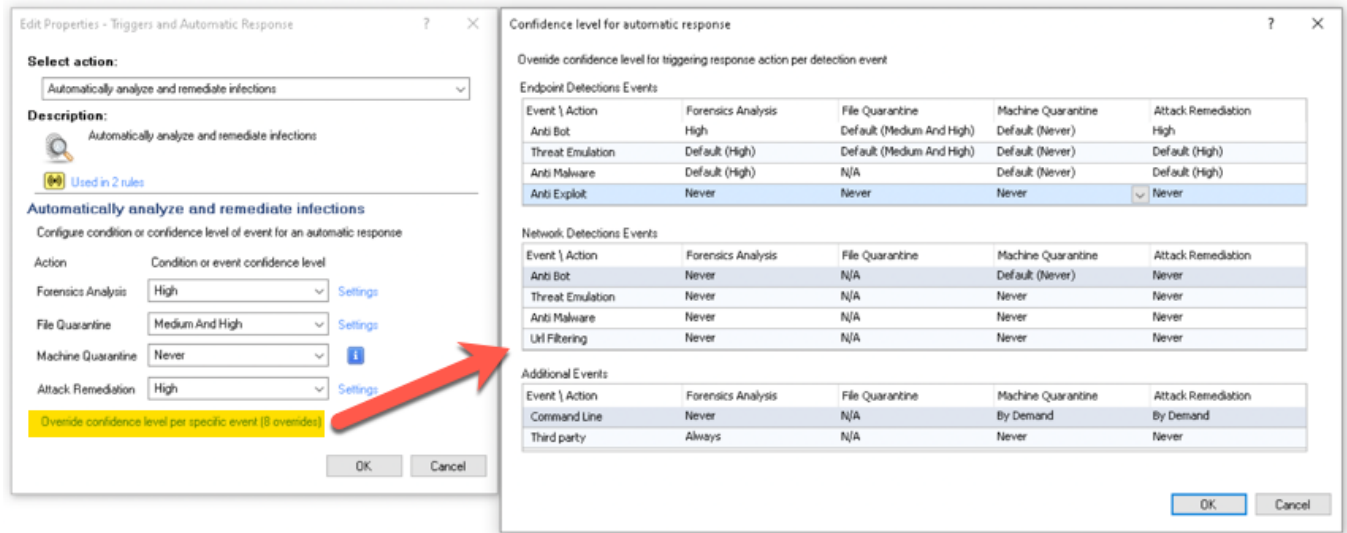 Edit Properties - Triggers and Automatic Response
Select action:
Automatically analyze and remediate infections
Description:
Automatically analyze and remediate infections
Used in 2 rules
Automatically analyze and remediate infections
Configure condition or confidence level of event for an automatic response
Action Condition or event confidence level
Forensics Analysis High Settings
File Quarantine Medium And High Settings
Machine Quarantine Never
Attack Remediation High Settings
Override confidence level per specific event (8 overrides)
OK Cancel
Confidence level for automatic response
Override confidence level for triggering response action per detection event
Endpoint Detections Events
Event \ Action Forensics Analysis File Quarantine Machine Quarantine Attack Remediation
Anti Bot High Default (Medium And High) Default (Never) High
Threat Emulation Default (High) Default (Medium And High) Default (Never) Default (High)
Anti Malware Default (High) N/A Default (Never) Default (High)
Anti Exploit Never Never Never Never
Network Detections Events
Event \ Action Forensics Analysis File Quarantine Machine Quarantine Attack Remediation
Anti Bot Never N/A Default (Never) Never
Threat Emulation Never N/A Never Never
Anti Malware Never N/A Never Never
Url Filtering Never N/A Never Never
Additional Events
Event \ Action Forensics Analysis File Quarantine Machine Quarantine Attack Remediation
Command Line Never N/A By Demand By Demand
Third party Always N/A Never Never
OK Cancel